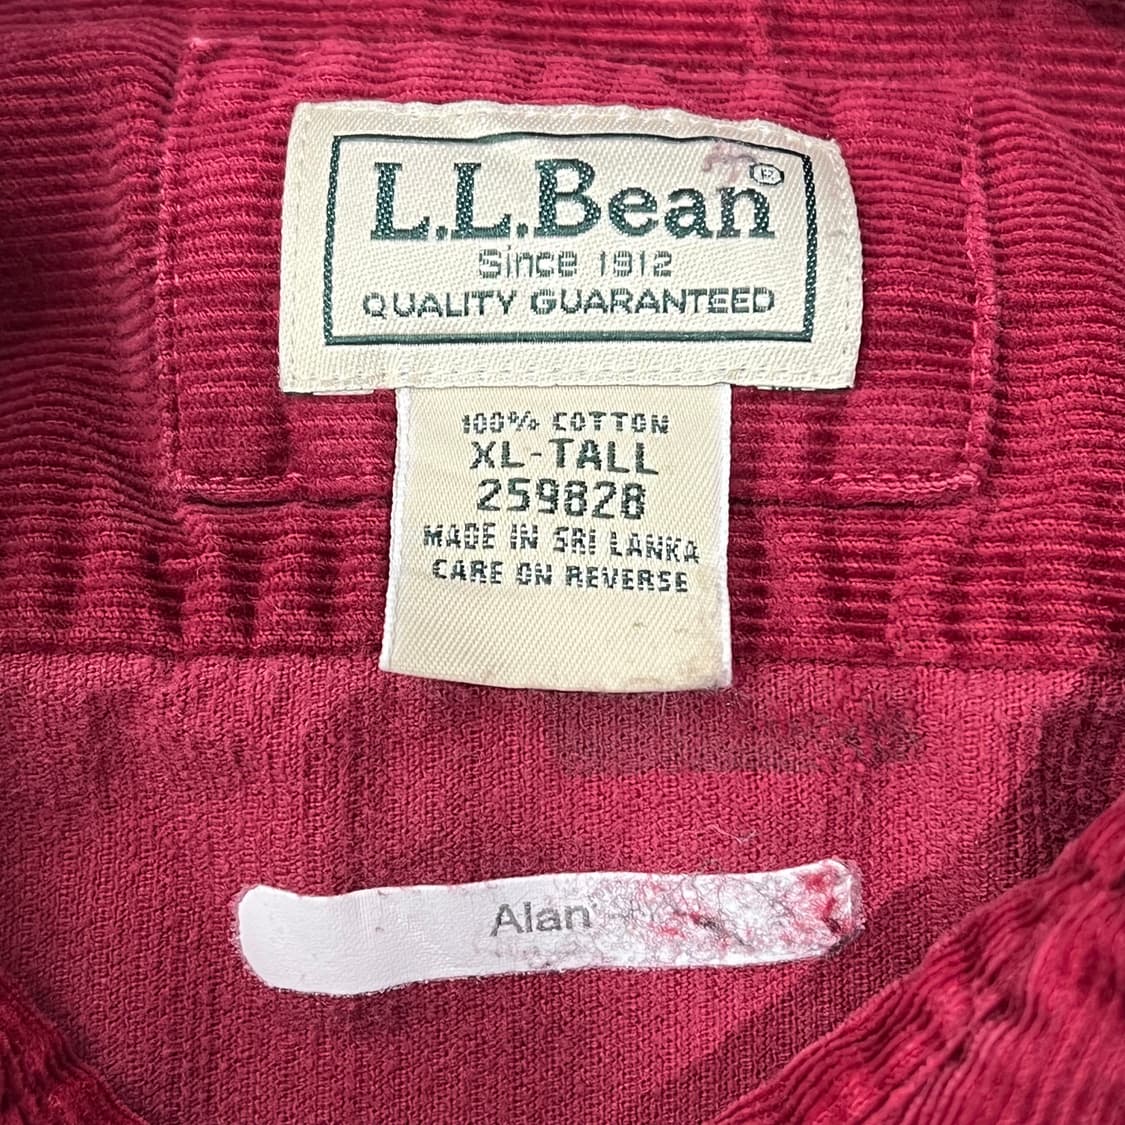 L.L.Bean®
Since 1912
QUALITY GUARANTEED
100% COTTON
XL-TALL
259828
MADE IN SRI LANKA
CARE ON REVERSE
Alan